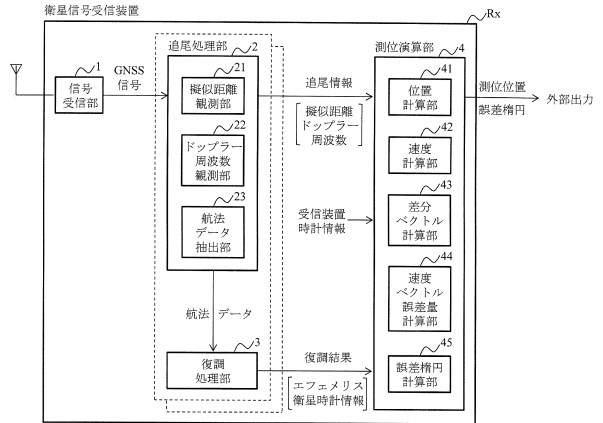 衛星信号受信装置
Rx
1
信号
受信部
GNSS
信号
追尾処理部
2
21
擬似距離
観測部
22
ドップラー
周波数
観測部
23
航法
データ
抽出部
航法 データ
3
復調
処理部
追尾情報
擬似距離
ドップラー
周波数
受信装置
時計情報
復調結果
エフェメリス
衛星時計情報
測位演算部
4
41
位置
計算部
42
速度
計算部
43
差分
ベクトル
計算部
44
速度
ベクトル
誤差量
計算部
45
誤差楕円
計算部
測位位置
誤差楕円
外部出力